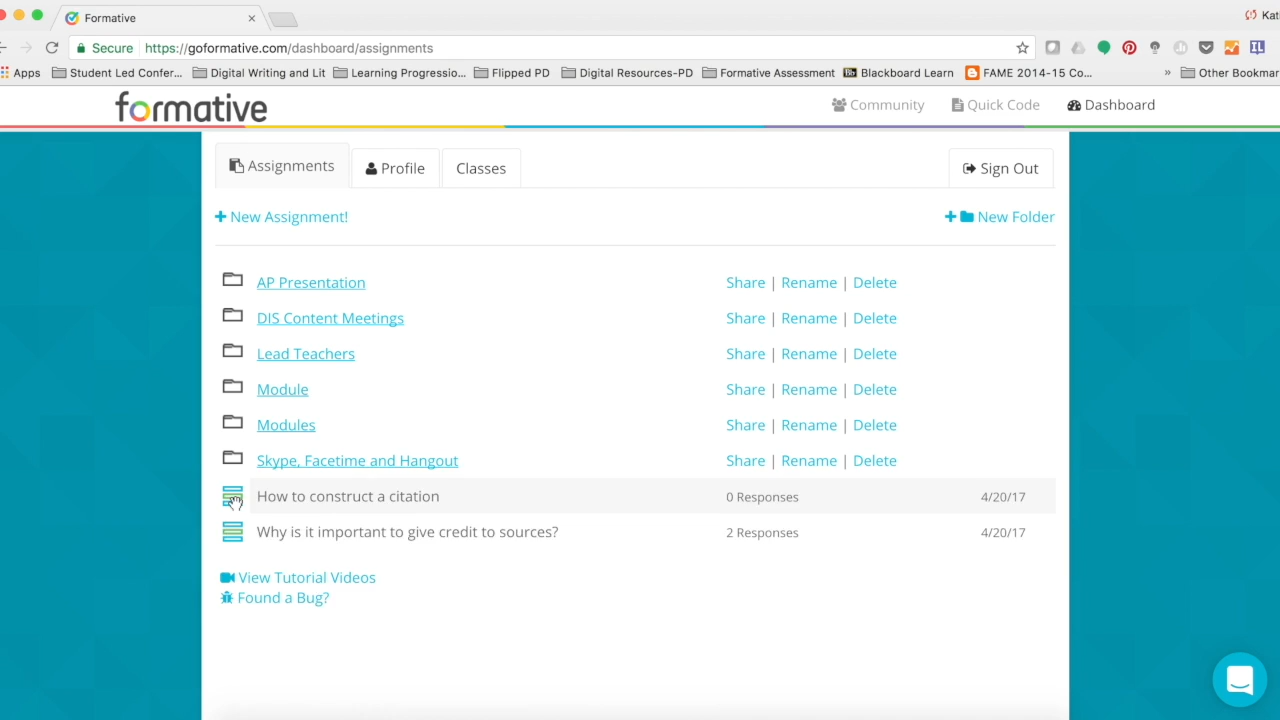 Formative
Kati
Secure https://goformative.com/dashboard/assignments
IL
Apps Student Led Confer... Digital Writing and Lit Learning Progressio... Flipped PD Digital Resources-PD Formative Assessment Bb Blackboard Learn FAME 2014-15 Co... » Other Bookmar
formative Community Quick Code Dashboard
Assignments Profile Classes Sign Out
+ New Assignment! + New Folder
AP Presentation Share | Rename | Delete
DIS Content Meetings Share | Rename | Delete
Lead Teachers Share | Rename | Delete
Module Share | Rename | Delete
Modules Share | Rename | Delete
Skype, Facetime and Hangout Share | Rename | Delete
How to construct a citation 0 Responses 4/20/17
Why is it important to give credit to sources? 2 Responses 4/20/17
View Tutorial Videos
Found a Bug?